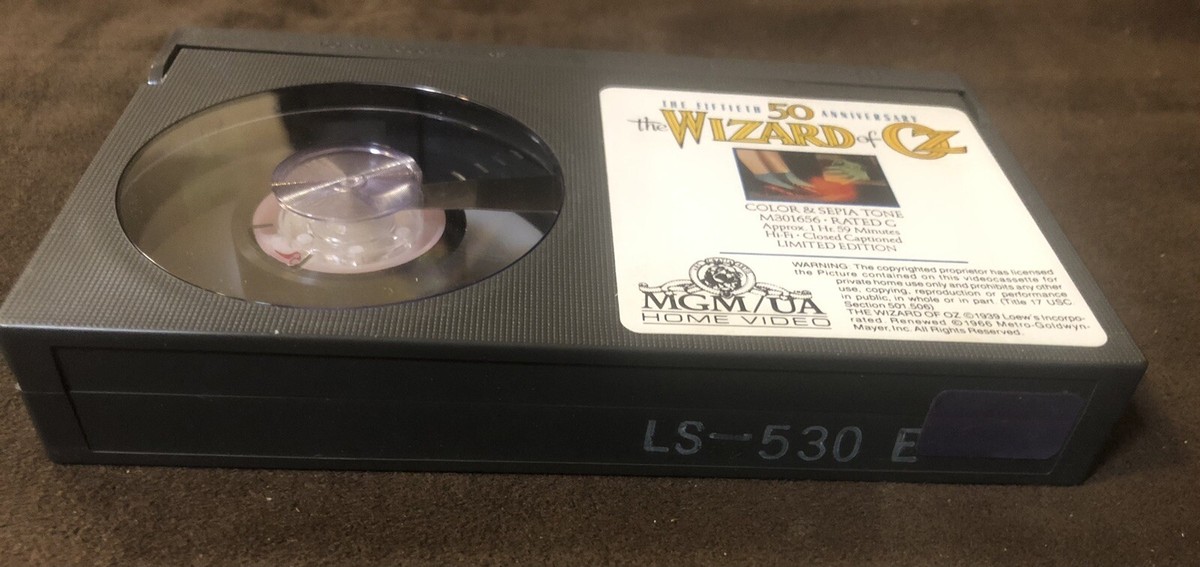 THE FIFTIETH 50 ANNIVERSARY
the WIZARD of OZ
COLOR & SEPIA TONE
M301656 · RATED G
Approx. 1 Hr. 59 Minutes
Hi-Fi · Closed Captioned
LIMITED EDITION
MGM/UA
HOME VIDEO
WARNING: The copyrighted proprietor has licensed
the Picture contained on this videocassette for
private home use only and prohibits any other
use, copying, reproduction or performance
in public, in whole or in part (Title 17 USC
Section 501 506)
THE WIZARD OF OZ ©1939 Loew's Incorpo-
rated. Renewed ©1966 Metro-Goldwyn-
Mayer, Inc. All Rights Reserved.
LS-530 E